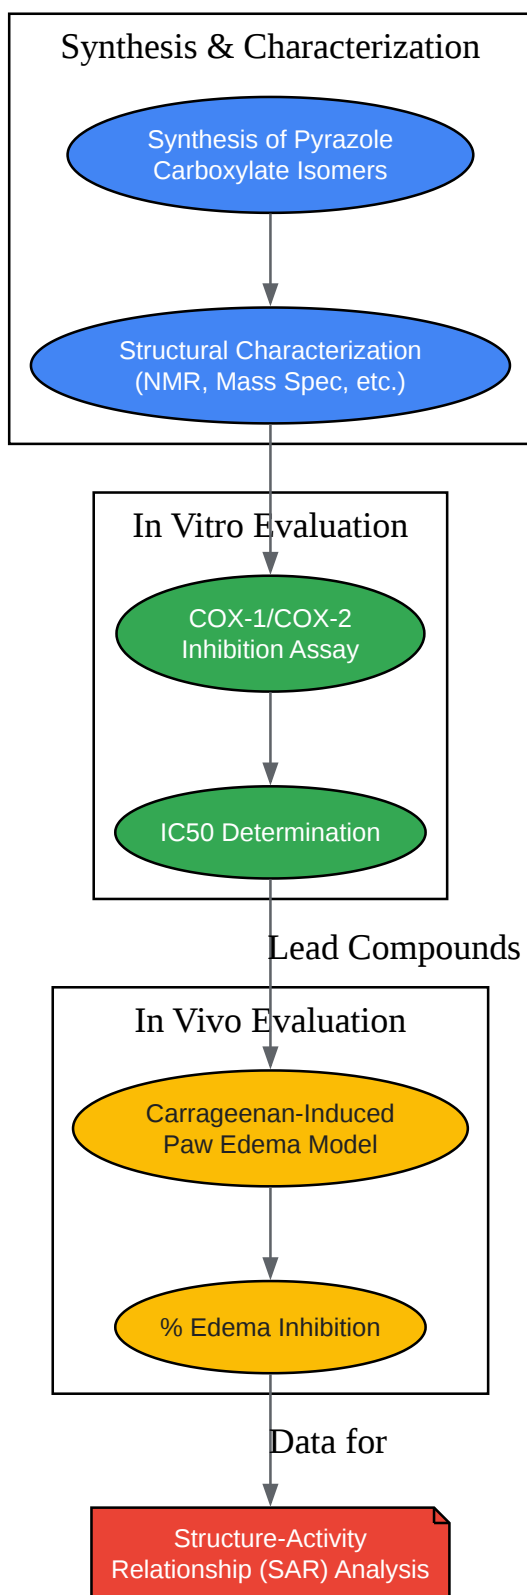 Synthesis & Characterization
Synthesis of Pyrazole
Carboxylate Isomers
Structural Characterization
(NMR, Mass Spec, etc.)
In Vitro Evaluation
COX-1/COX-2
Inhibition Assay
IC50 Determination
Lead Compounds
In Vivo Evaluation
Carrageenan-Induced
Paw Edema Model
% Edema Inhibition
Data for
Structure-Activity
Relationship (SAR) Analysis